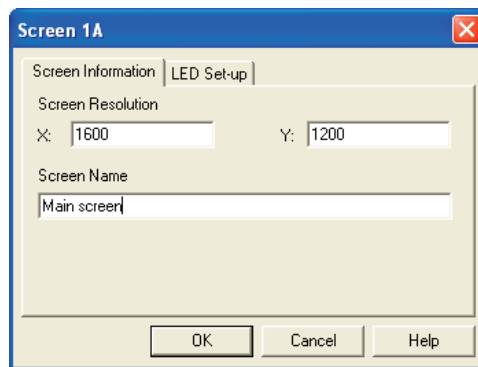 Screen 1A
Screen Information LED Set-up
Screen Resolution
X: 1600 Y: 1200
Screen Name
Main screen
OK Cancel Help